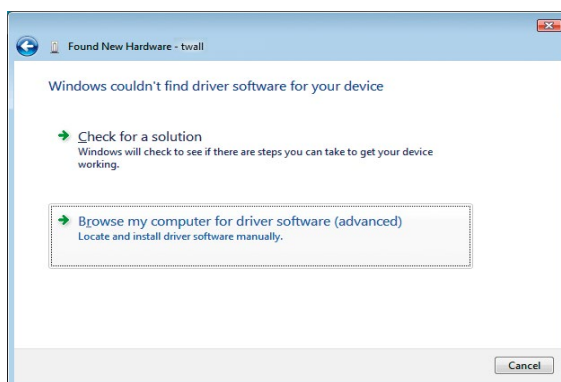 Found New Hardware - twall
Windows couldn't find driver software for your device
Check for a solution
Windows will check to see if there are steps you can take to get your device
working.
Browse my computer for driver software (advanced)
Locate and install driver software manually.
Cancel